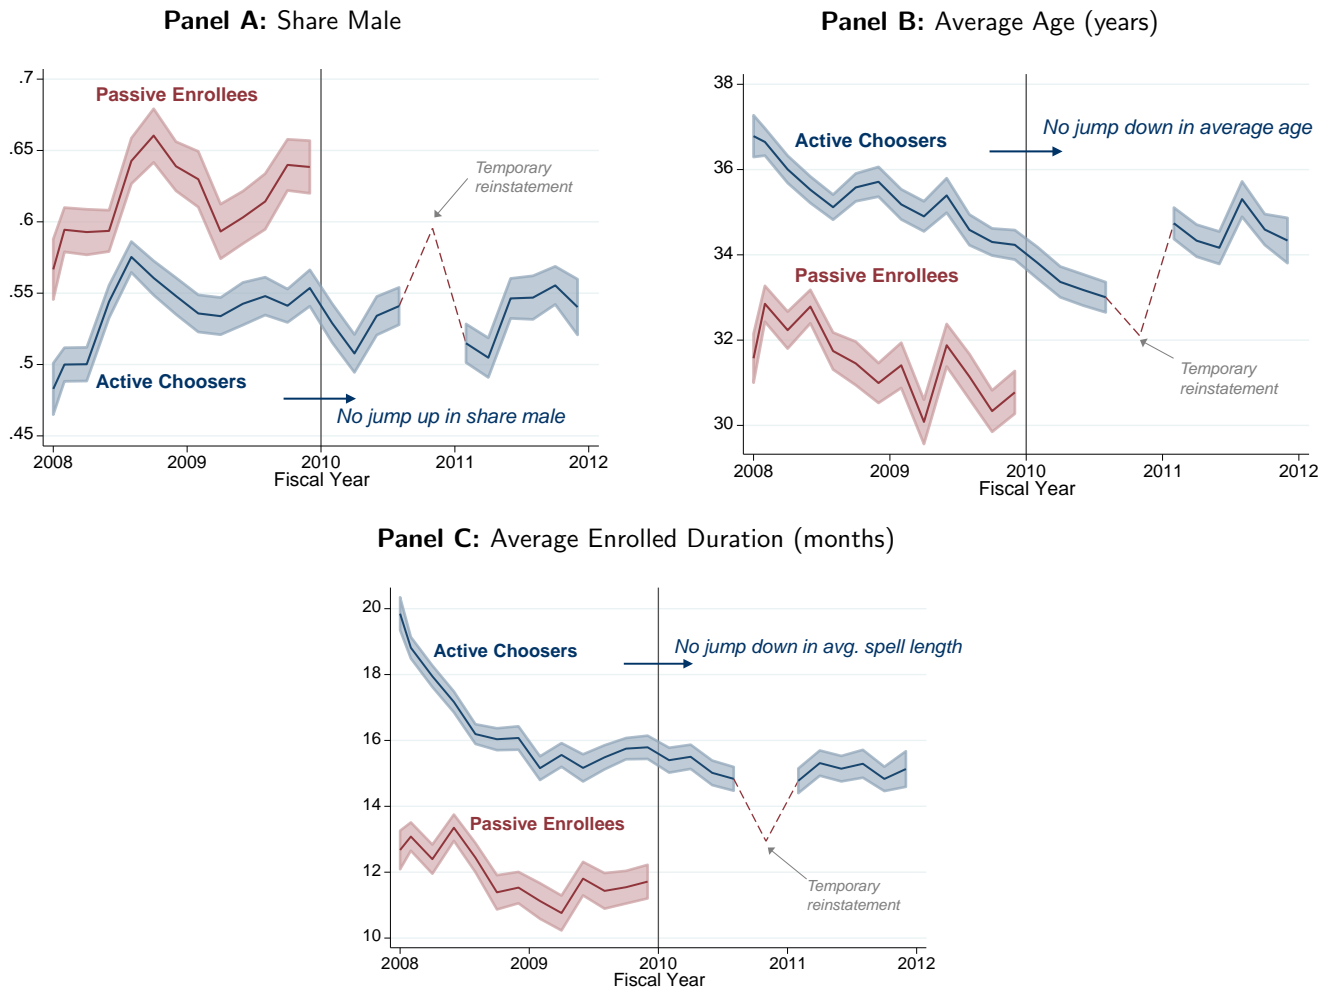 Panel A: Share Male
.7
.65
.6
.55
.5
.45
Passive Enrollees
Temporary
reinstatement
Active Choosers
No jump up in share male
2008 2009 2010 2011 2012
Fiscal Year
Panel B: Average Age (years)
38
36
34
32
30
No jump down in average age
Active Choosers
Passive Enrollees
Temporary
reinstatement
2008 2009 2010 2011 2012
Fiscal Year
Panel C: Average Enrolled Duration (months)
20
18
16
14
12
10
No jump down in avg. spell length
Active Choosers
Passive Enrollees
Temporary
reinstatement
2008 2009 2010 2011 2012
Fiscal Year